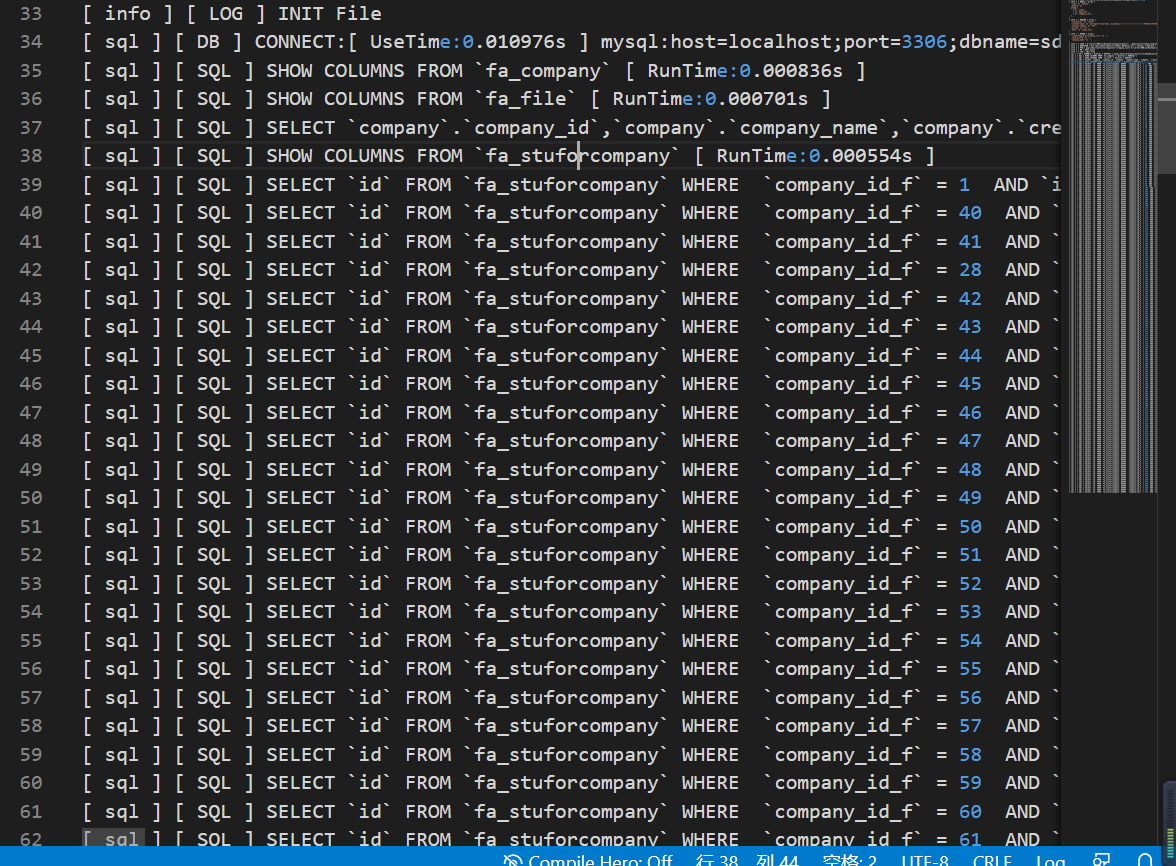 33 [ info ] [ LOG ] INIT File
34 [ sql ] [ DB ] CONNECT:[ UseTime:0.010976s ] mysql:host=localhost;port=3306;dbname=sd
35 [ sql ] [ SQL ] SHOW COLUMNS FROM `fa_company` [ RunTime:0.000836s ]
36 [ sql ] [ SQL ] SHOW COLUMNS FROM `fa_file` [ RunTime:0.000701s ]
37 [ sql ] [ SQL ] SELECT `company`.`company_id`,`company`.`company_name`,`company`.`cre
38 [ sql ] [ SQL ] SHOW COLUMNS FROM `fa_stuforcompany` [ RunTime:0.000554s ]
39 [ sql ] [ SQL ] SELECT `id` FROM `fa_stuforcompany` WHERE  `company_id_f` = 1  AND `i
40 [ sql ] [ SQL ] SELECT `id` FROM `fa_stuforcompany` WHERE  `company_id_f` = 40  AND `
41 [ sql ] [ SQL ] SELECT `id` FROM `fa_stuforcompany` WHERE  `company_id_f` = 41  AND `
42 [ sql ] [ SQL ] SELECT `id` FROM `fa_stuforcompany` WHERE  `company_id_f` = 28  AND `
43 [ sql ] [ SQL ] SELECT `id` FROM `fa_stuforcompany` WHERE  `company_id_f` = 42  AND `
44 [ sql ] [ SQL ] SELECT `id` FROM `fa_stuforcompany` WHERE  `company_id_f` = 43  AND `
45 [ sql ] [ SQL ] SELECT `id` FROM `fa_stuforcompany` WHERE  `company_id_f` = 44  AND `
46 [ sql ] [ SQL ] SELECT `id` FROM `fa_stuforcompany` WHERE  `company_id_f` = 45  AND `
47 [ sql ] [ SQL ] SELECT `id` FROM `fa_stuforcompany` WHERE  `company_id_f` = 46  AND `
48 [ sql ] [ SQL ] SELECT `id` FROM `fa_stuforcompany` WHERE  `company_id_f` = 47  AND `
49 [ sql ] [ SQL ] SELECT `id` FROM `fa_stuforcompany` WHERE  `company_id_f` = 48  AND `
50 [ sql ] [ SQL ] SELECT `id` FROM `fa_stuforcompany` WHERE  `company_id_f` = 49  AND `
51 [ sql ] [ SQL ] SELECT `id` FROM `fa_stuforcompany` WHERE  `company_id_f` = 50  AND `
52 [ sql ] [ SQL ] SELECT `id` FROM `fa_stuforcompany` WHERE  `company_id_f` = 51  AND `
53 [ sql ] [ SQL ] SELECT `id` FROM `fa_stuforcompany` WHERE  `company_id_f` = 52  AND `
54 [ sql ] [ SQL ] SELECT `id` FROM `fa_stuforcompany` WHERE  `company_id_f` = 53  AND `
55 [ sql ] [ SQL ] SELECT `id` FROM `fa_stuforcompany` WHERE  `company_id_f` = 54  AND `
56 [ sql ] [ SQL ] SELECT `id` FROM `fa_stuforcompany` WHERE  `company_id_f` = 55  AND `
57 [ sql ] [ SQL ] SELECT `id` FROM `fa_stuforcompany` WHERE  `company_id_f` = 56  AND `
58 [ sql ] [ SQL ] SELECT `id` FROM `fa_stuforcompany` WHERE  `company_id_f` = 57  AND `
59 [ sql ] [ SQL ] SELECT `id` FROM `fa_stuforcompany` WHERE  `company_id_f` = 58  AND `
60 [ sql ] [ SQL ] SELECT `id` FROM `fa_stuforcompany` WHERE  `company_id_f` = 59  AND `
61 [ sql ] [ SQL ] SELECT `id` FROM `fa_stuforcompany` WHERE  `company_id_f` = 60  AND `
62 [ sql ] [ SQL ] SELECT `id` FROM `fa_stuforcompany` WHERE  `company_id_f` = 61  AND `
Compile Hero: Off 行 38, 列 44 空格: 2 UTF-8 CRLF Log